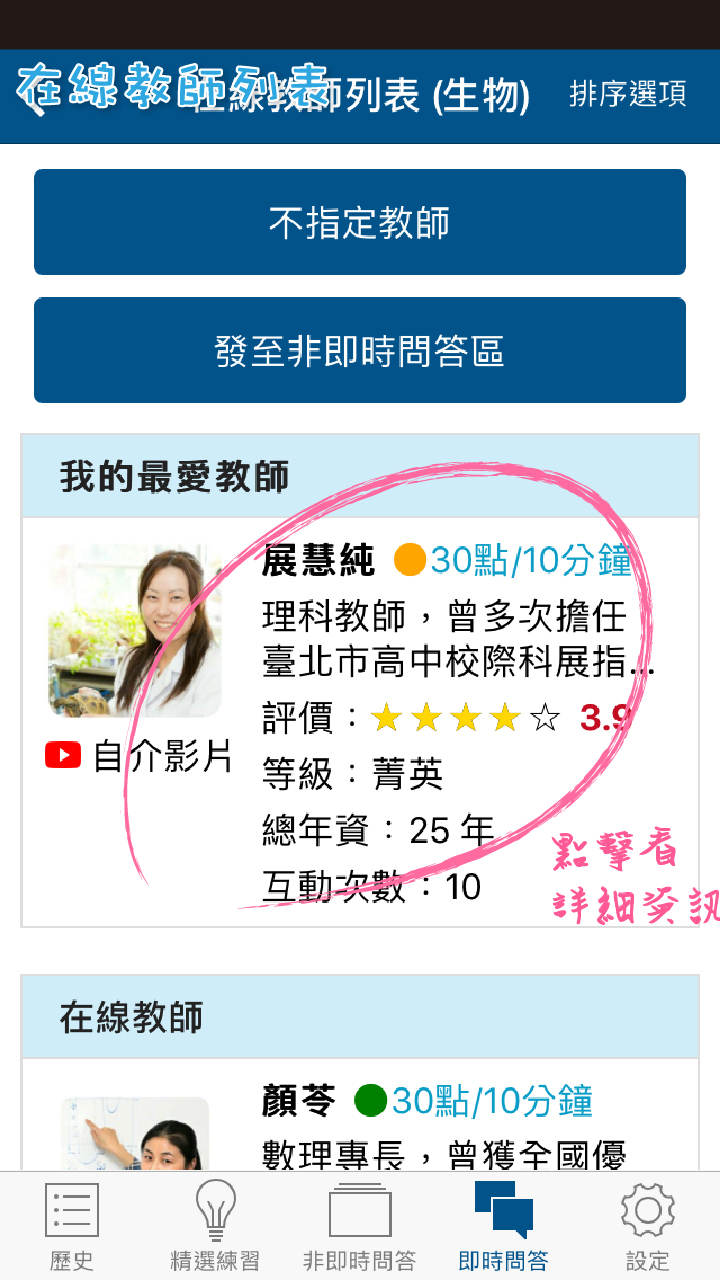 在線教師列表
在線教師列表 (生物)
排序選項
不指定教師
發至非即時問答區
我的最愛教師
展慧純 30點/10分鐘
理科教師，曾多次擔任
臺北市高中校際科展指...
評價：★★★★☆ 3.9
自介影片
等級：菁英
總年資：25 年
互動次數：10
點擊看
詳細資訊
在線教師
顏苓 30點/10分鐘
數理專長，曾獲全國優
歷史
精選練習
非即時問答
即時問答
設定